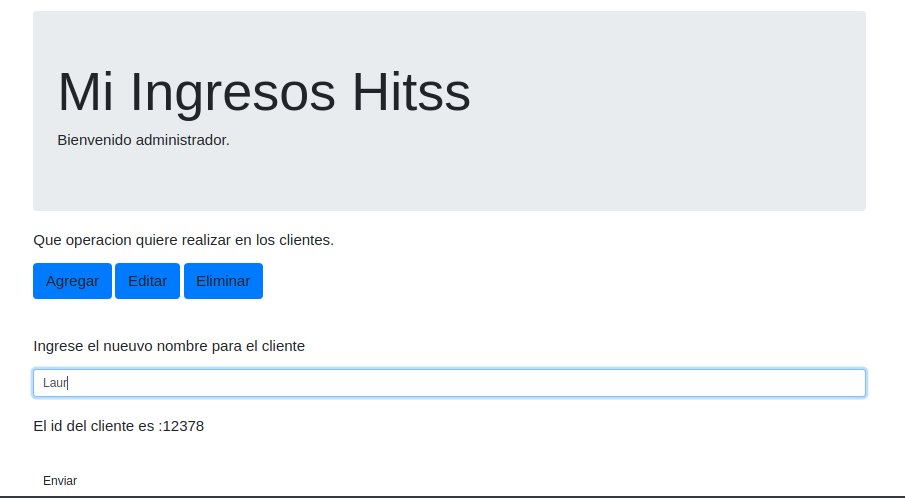 Mi Ingresos Hitss
Bienvenido administrador.
Que operacion quiere realizar en los clientes.
Agregar Editar Eliminar
Ingrese el nueuvo nombre para el cliente
Laur
El id del cliente es :12378
Enviar